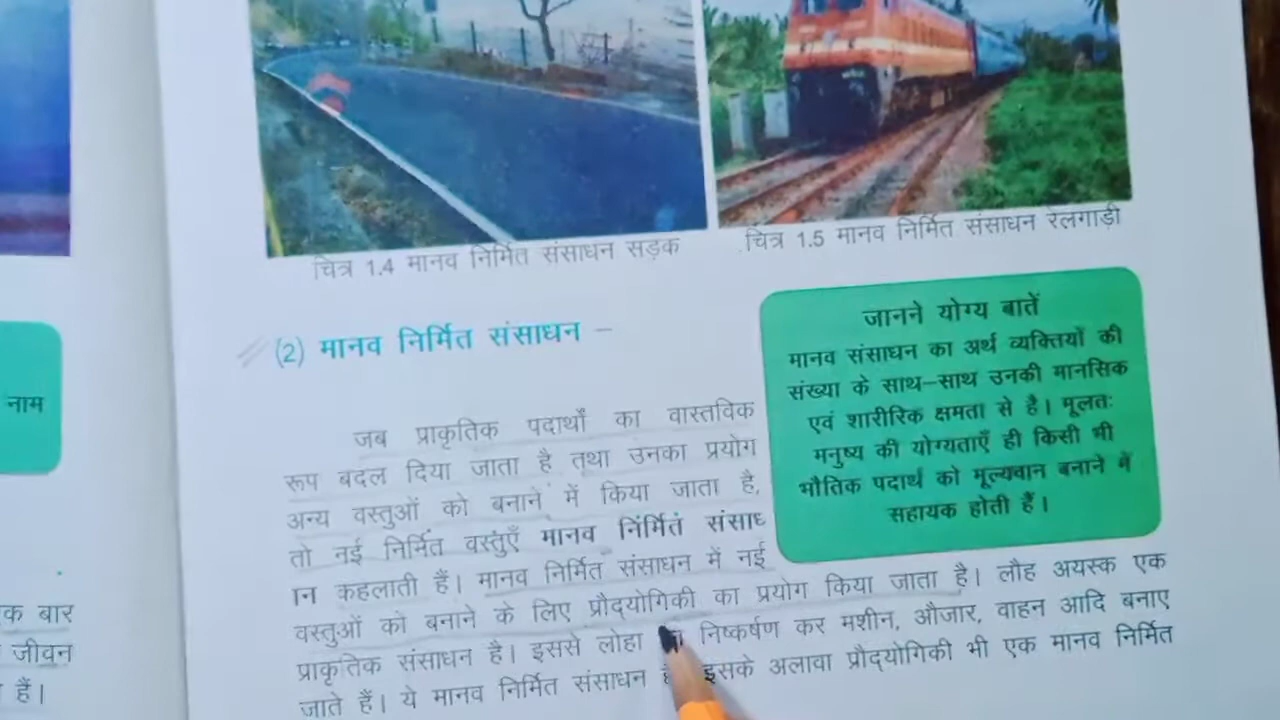 चित्र 1.4 मानव निर्मित संसाधन सड़क
चित्र 1.5 मानव निर्मित संसाधन रेलगाड़ी
(2) मानव निर्मित संसाधन –
जानने योग्य बातें
मानव संसाधन का अर्थ व्यक्तियों की
संख्या के साथ–साथ उनकी मानसिक
एवं शारीरिक क्षमता से है। मूलतः
मनुष्य की योग्यताएँ ही किसी भी
भौतिक पदार्थ को मूल्यवान बनाने में
सहायक होती हैं।
जब प्राकृतिक पदार्थों का वास्तविक
रूप बदल दिया जाता है तथा उनका प्रयोग
अन्य वस्तुओं को बनाने में किया जाता है,
तो नई निर्मित वस्तुएँ मानव निर्मित संसाध
ान कहलाती हैं। मानव निर्मित संसाधन में नई
वस्तुओं को बनाने के लिए प्रौद्योगिकी का प्रयोग किया जाता है। लौह अयस्क एक
प्राकृतिक संसाधन है। इससे लोहा निष्कर्षण कर मशीन, औजार, वाहन आदि बनाए
जाते हैं। ये मानव निर्मित संसाधन इसके अलावा प्रौद्योगिकी भी एक मानव निर्मित
नाम
क बार
जीवन
हैं।